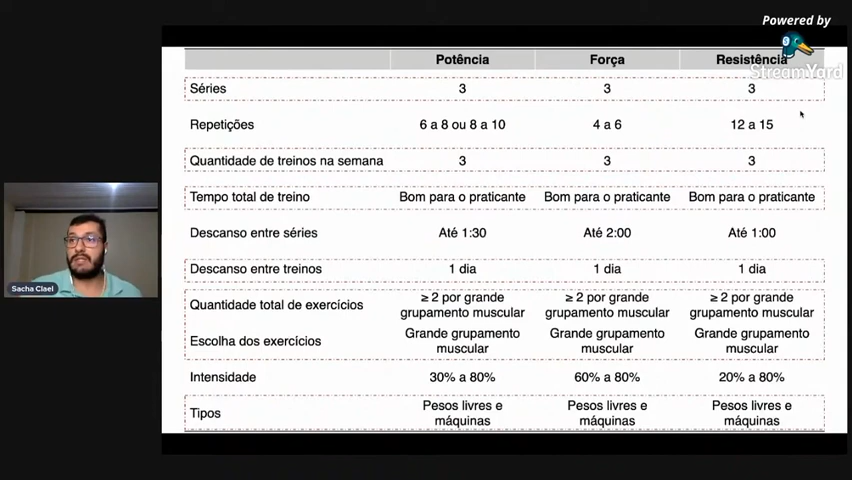 Powered by
StreamYard
Potência Força Resistência
Séries 3 3 3
Repetições 6 a 8 ou 8 a 10 4 a 6 12 a 15
Quantidade de treinos na semana 3 3 3
Tempo total de treino Bom para o praticante Bom para o praticante Bom para o praticante
Descanso entre séries Até 1:30 Até 2:00 Até 1:00
Descanso entre treinos 1 dia 1 dia 1 dia
Quantidade total de exercícios ≥ 2 por grande grupamento muscular ≥ 2 por grande grupamento muscular ≥ 2 por grande grupamento muscular
Escolha dos exercícios Grande grupamento muscular Grande grupamento muscular Grande grupamento muscular
Intensidade 30% a 80% 60% a 80% 20% a 80%
Tipos Pesos livres e máquinas Pesos livres e máquinas Pesos livres e máquinas
Sacha Clael